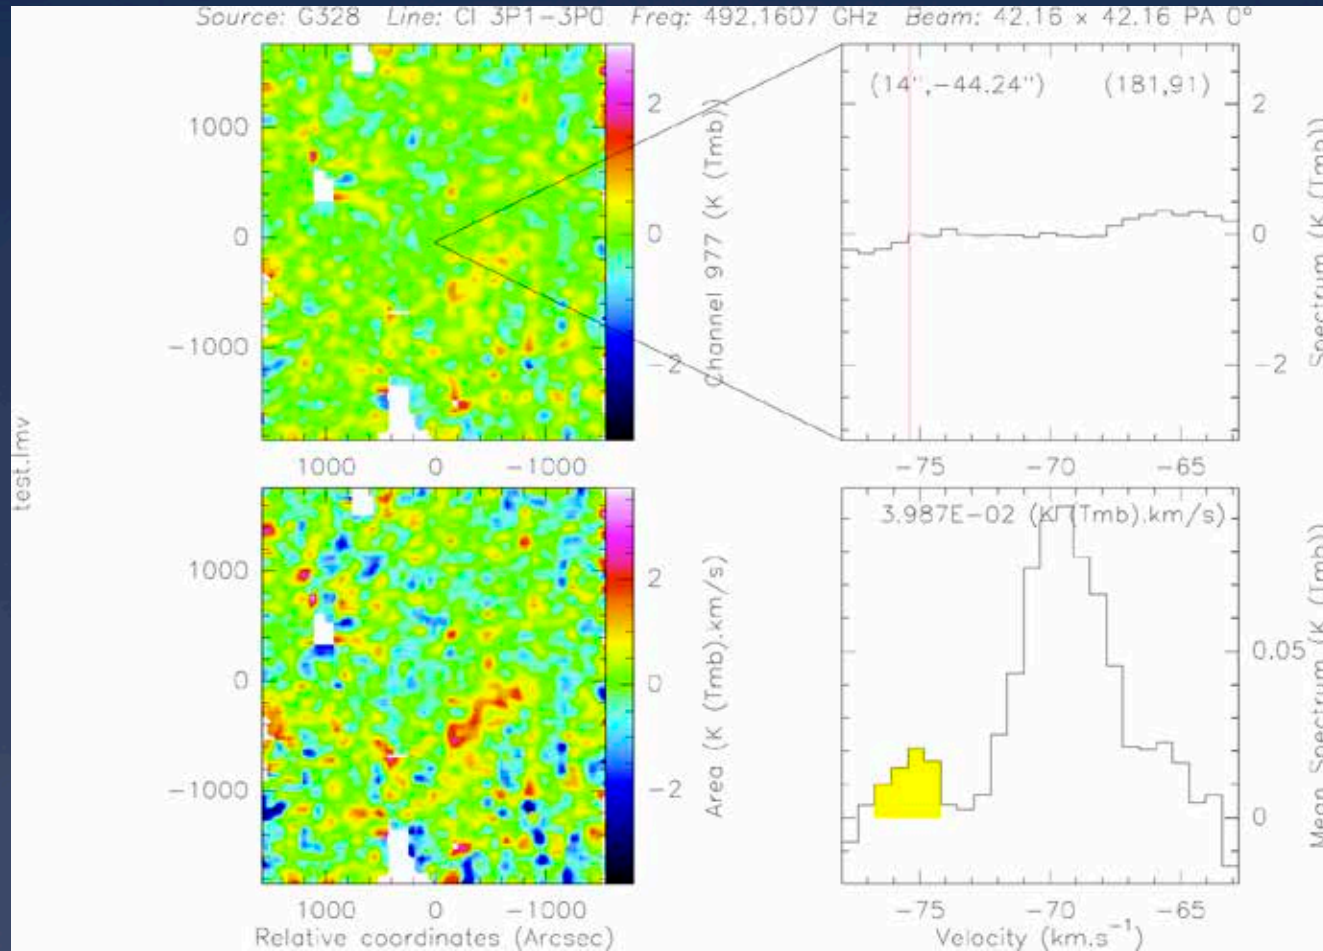 Source: G328 Line: CI 3P1-3P0 Freq: 492.1607 GHz Beam: 42.16 x 42.16 PA 0°
test.lmv
1000
0
-1000
1000 0 -1000
2
0
-2
Channel 977 (K (Tmb))
(14",-44.24") (181,91)
2
0
-2
Spectrum (K (Tmb))
-75 -70 -65
1000
0
-1000
1000 0 -1000
Relative coordinates (Arcsec)
2
0
-2
Area (K (Tmb).km/s)
3.987E-02 (K (Tmb).km/s)
0.05
0
Mean Spectrum (K (Tmb))
-75 -70 -65
Velocity (km.s-1)